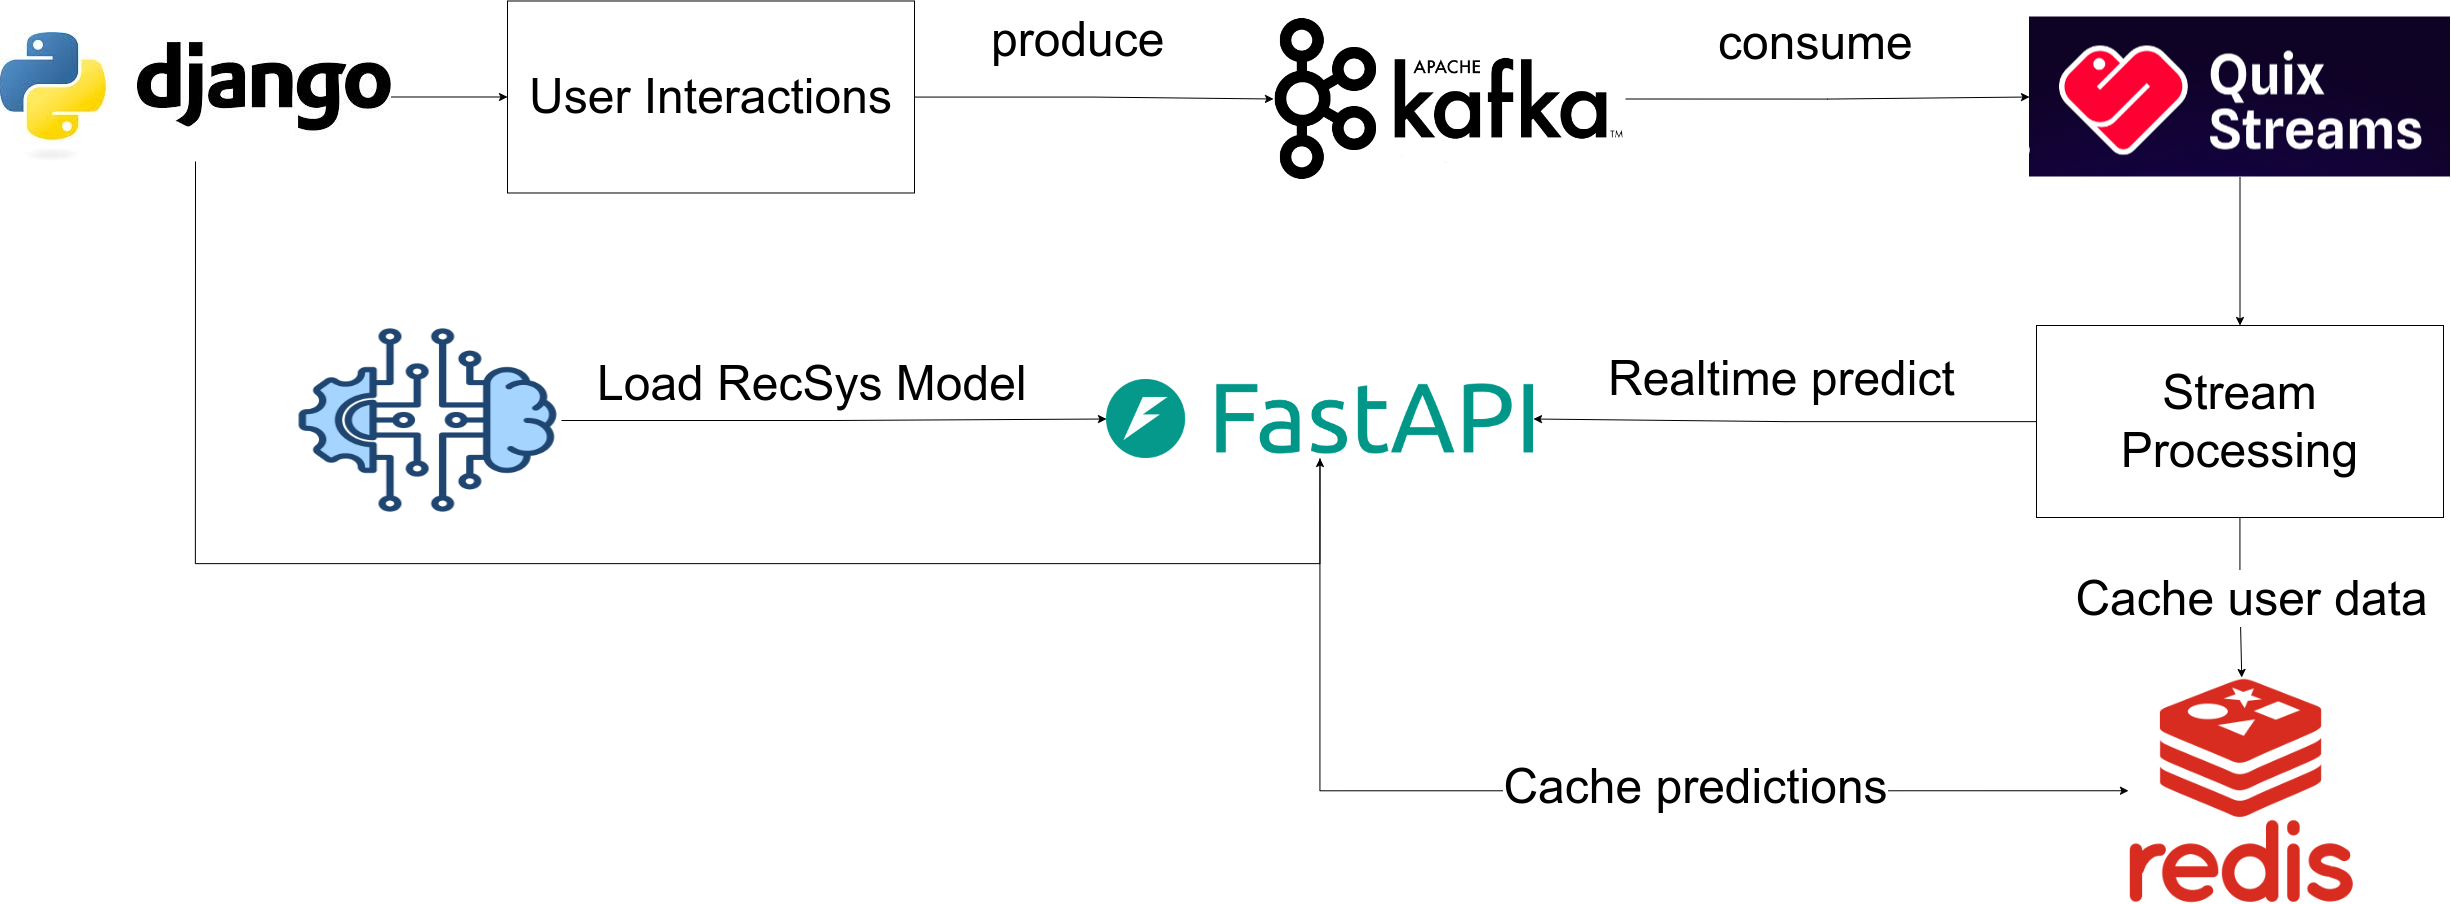 django
User Interactions
produce
APACHE
kafka
TM
consume
Quix
Streams
Load RecSys Model
FastAPI
Realtime predict
Stream
Processing
Cache user data
Cache predictions
redis